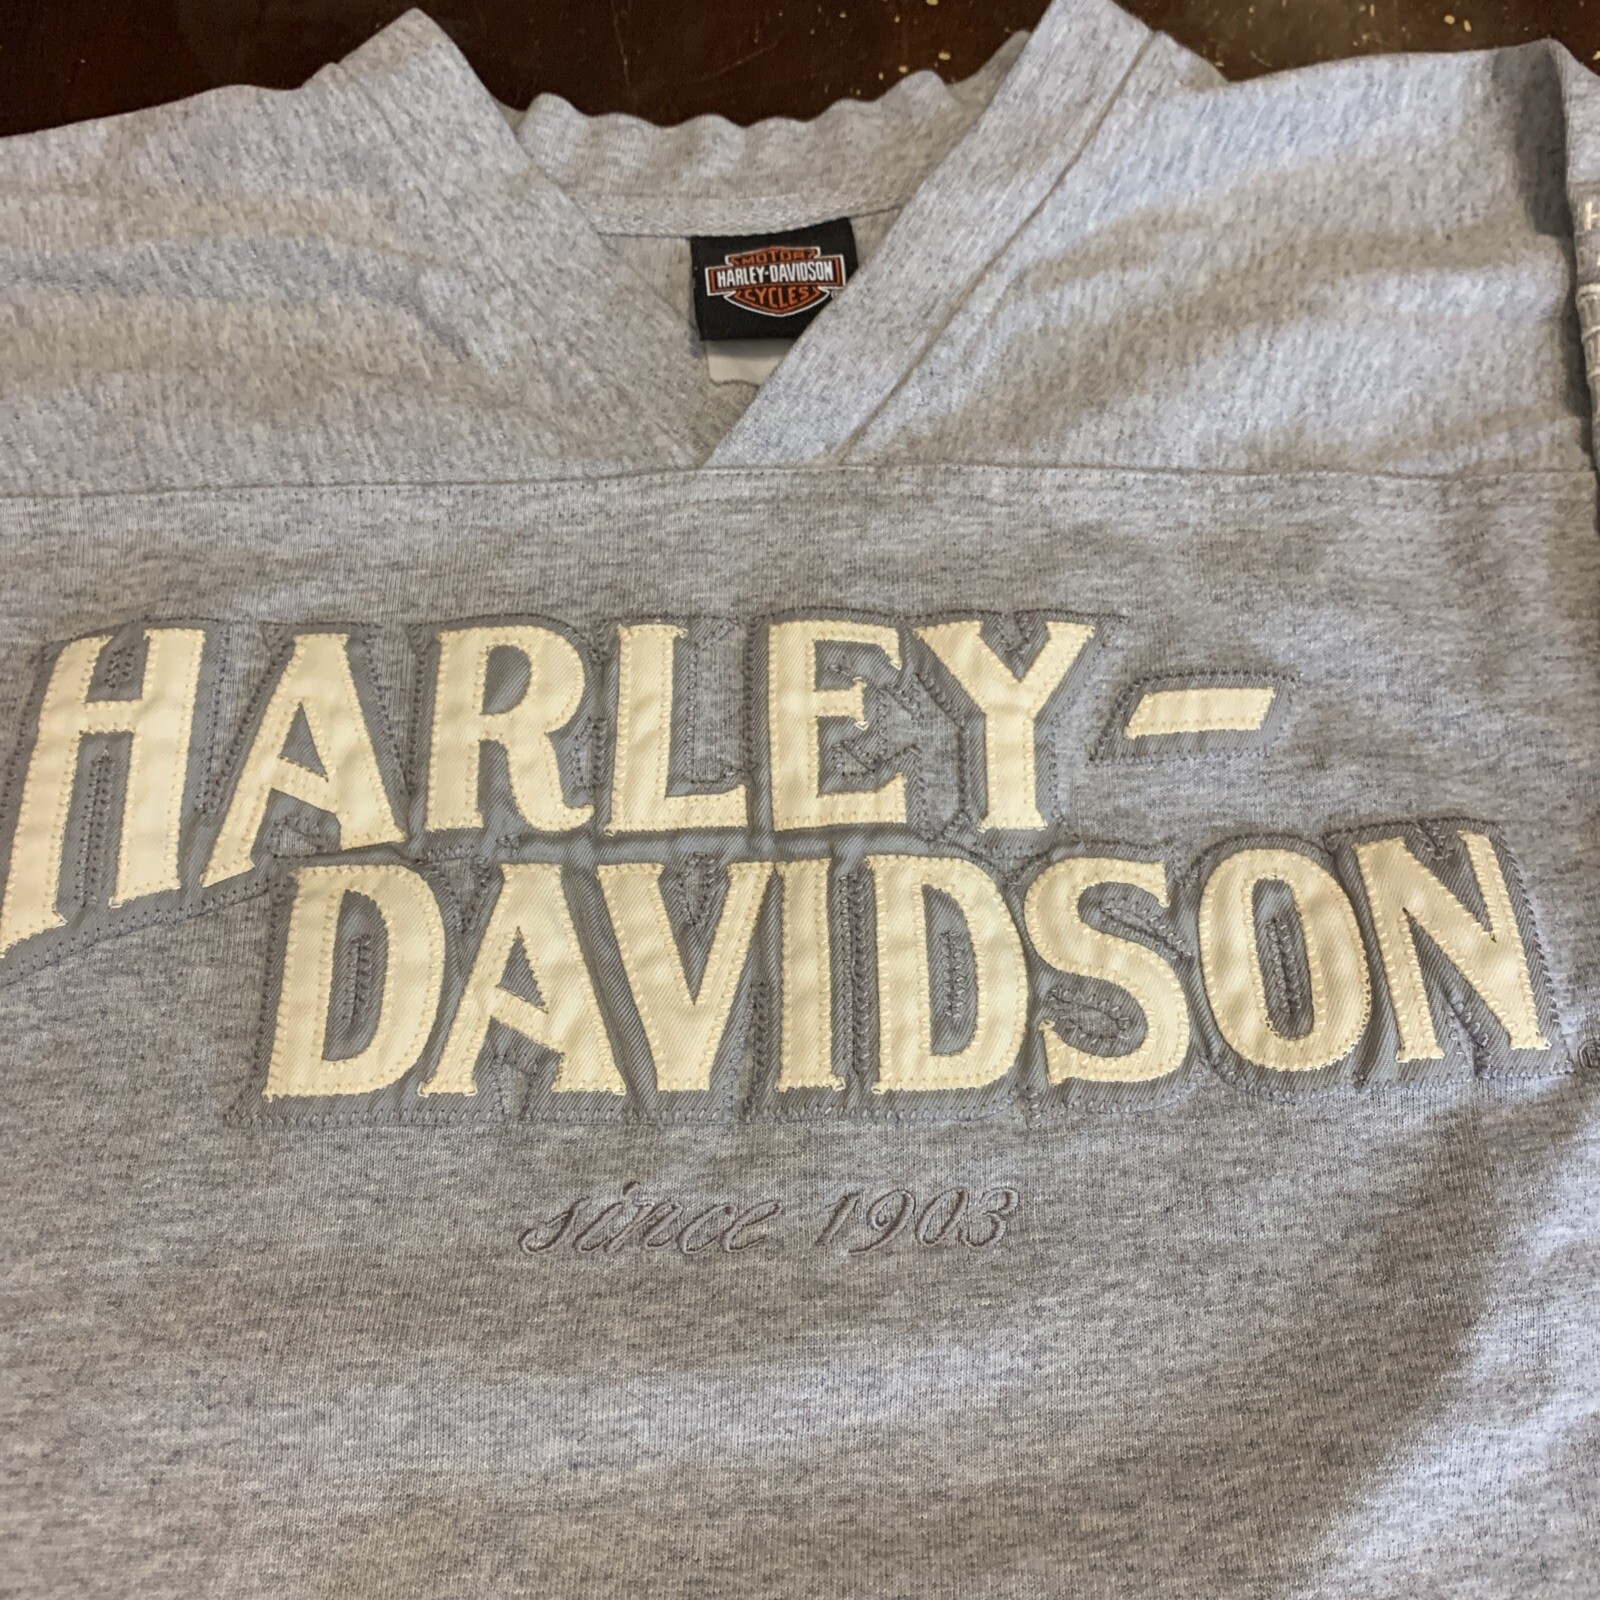 MOTOR
HARLEY-DAVIDSON
CYCLES
HARLEY-
DAVIDSON
since 1903